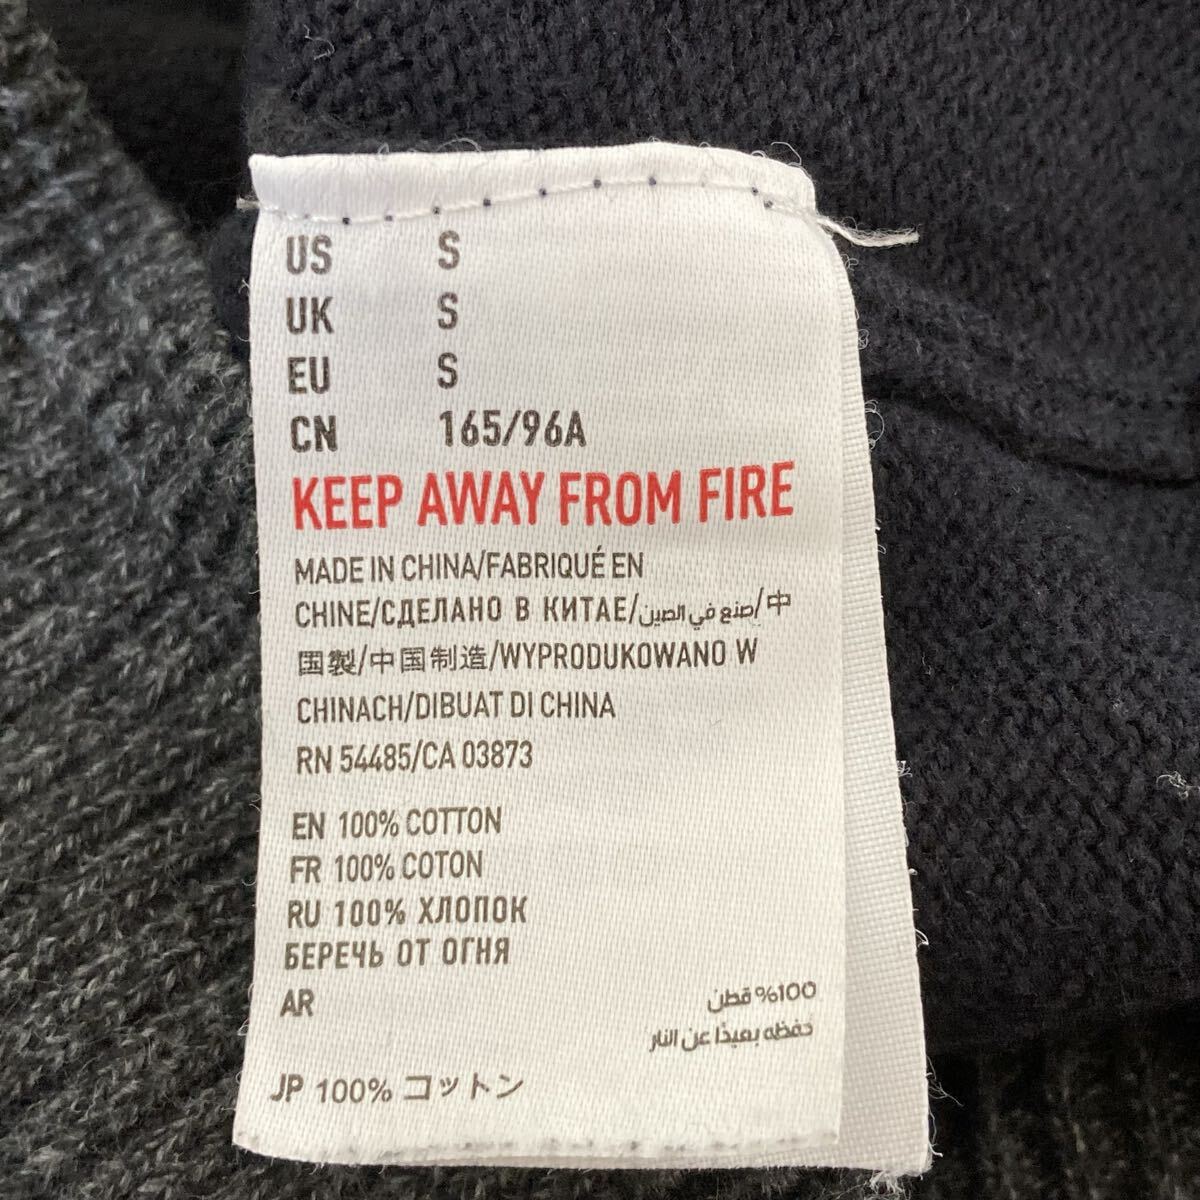 US S
UK S
EU S
CN 165/96A
KEEP AWAY FROM FIRE
MADE IN CHINA/FABRIQUÉ EN
CHINE/СДЕЛАНО В КИТАЕ/صنع في الصين/中
国製/中国制造/WYPRODUKOWANO W
CHINACH/DIBUAT DI CHINA
RN 54485/CA 03873
EN 100% COTTON
FR 100% COTON
RU 100% ХЛОПОК
БЕРЕЧЬ ОТ ОГНЯ
AR 100% قطن
حفظه بعيدًا عن النار
JP 100% コットン